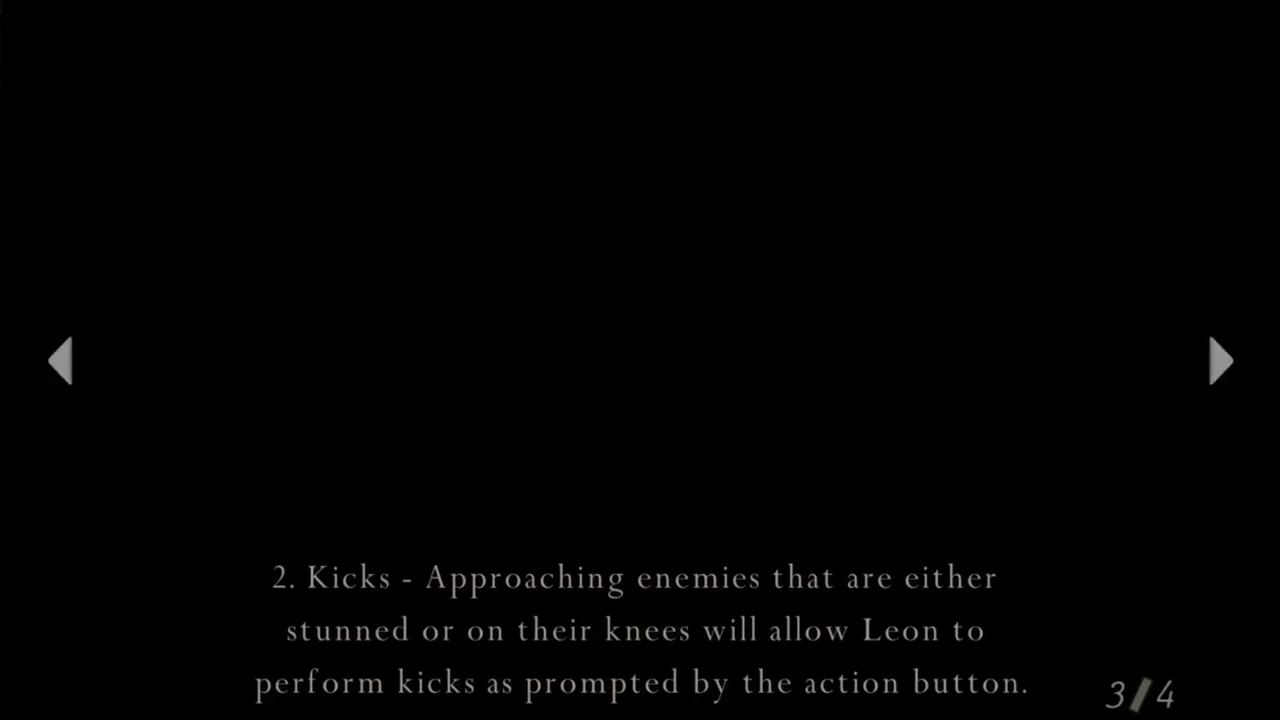 2. Kicks - Approaching enemies that are either
stunned or on their knees will allow Leon to
perform kicks as prompted by the action button.
3/4